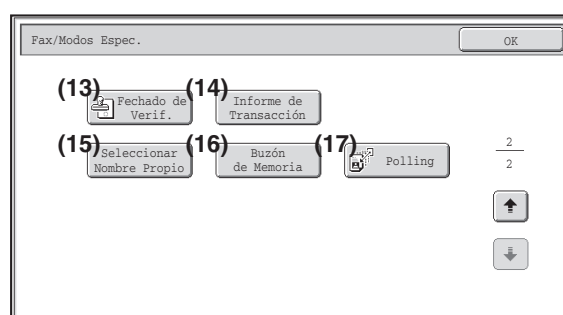 Fax/Modos Espec.
OK
(13)
Fechado de
Verif.
(14)
Informe de
Transacción
(15)
Seleccionar
Nombre Propio
(16)
Buzón
de Memoria
(17)
Polling
2
2